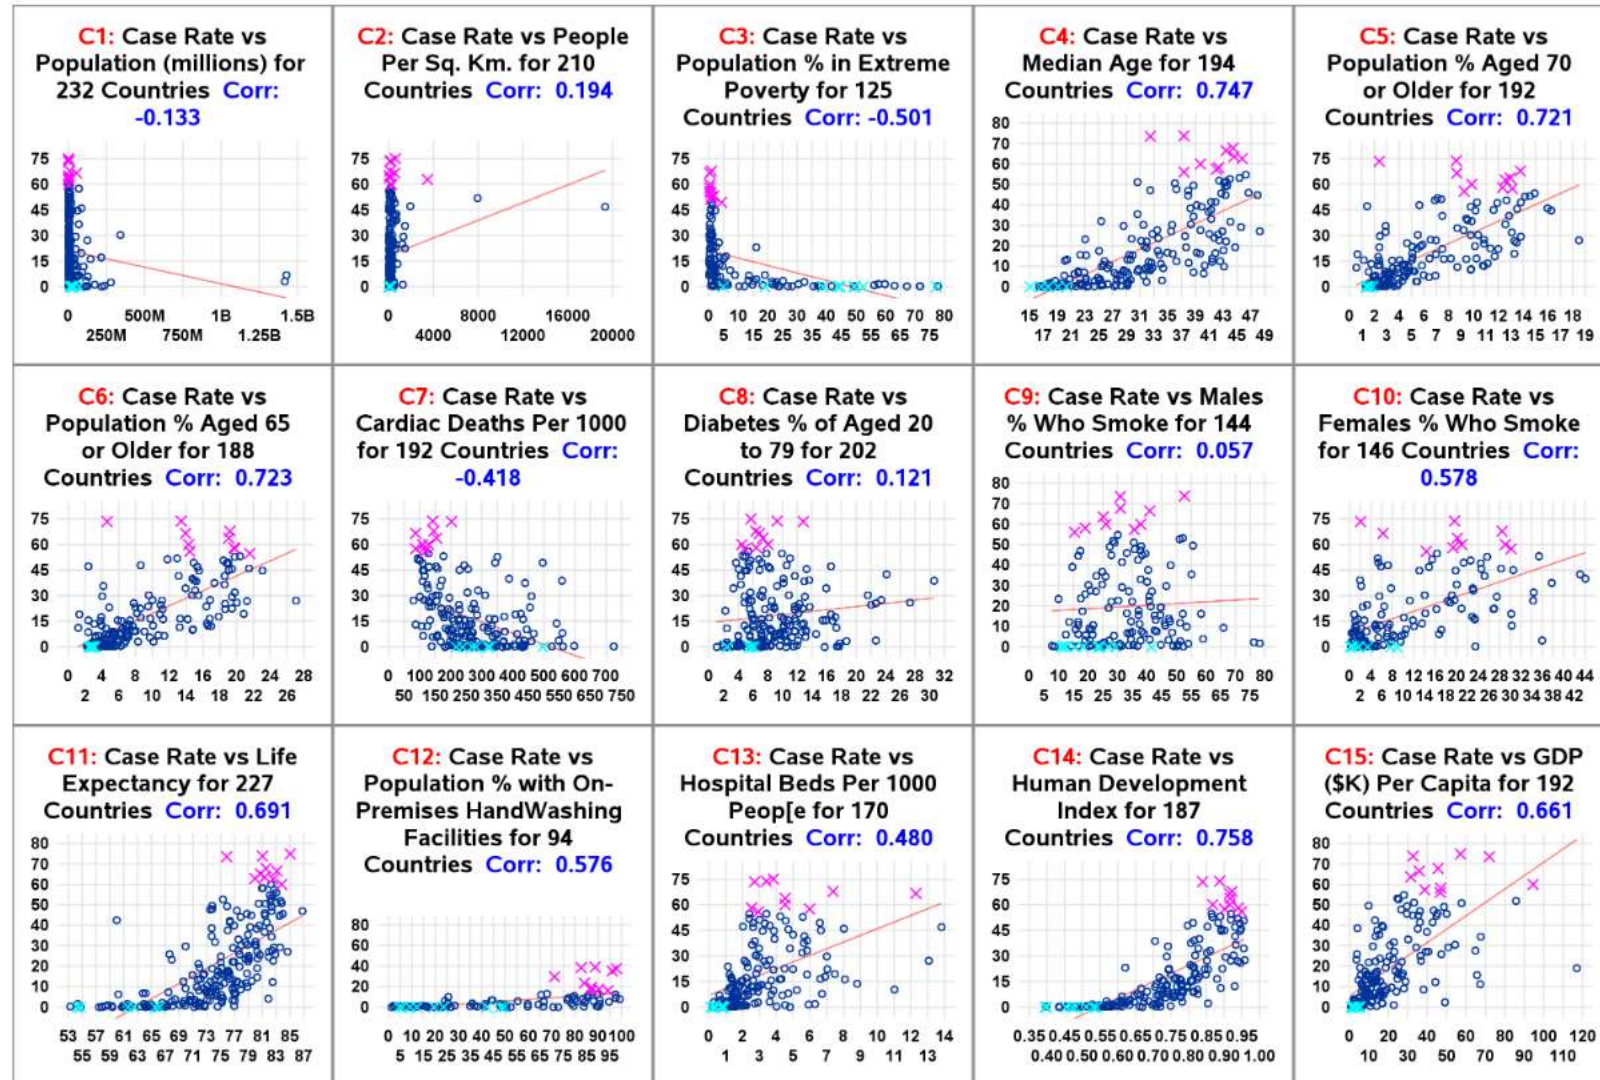 C1: Case Rate vs
Population (millions) for
232 Countries Corr:
-0.133
75
60
45
30
15
0
0 500M 1B 1.5B
250M 750M 1.25B
C2: Case Rate vs People
Per Sq. Km. for 210
Countries Corr: 0.194
75
60
45
30
15
0
0 8000 16000
4000 12000 20000
C3: Case Rate vs
Population % in Extreme
Poverty for 125
Countries Corr: -0.501
75
60
45
30
15
0
0 10 20 30 40 50 60 70 80
5 15 25 35 45 55 65 75
C4: Case Rate vs
Median Age for 194
Countries Corr: 0.747
80
70
60
50
40
30
20
10
0
15 19 23 27 31 35 39 43 47
17 21 25 29 33 37 41 45 49
C5: Case Rate vs
Population % Aged 70
or Older for 192
Countries Corr: 0.721
75
60
45
30
15
0
0 2 4 6 8 10 12 14 16 18
1 3 5 7 9 11 13 15 17 19
C6: Case Rate vs
Population % Aged 65
or Older for 188
Countries Corr: 0.723
75
60
45
30
15
0
0 4 8 12 16 20 24 28
2 6 10 14 18 22 26
C7: Case Rate vs
Cardiac Deaths Per 1000
for 192 Countries Corr:
-0.418
75
60
45
30
15
0
0 100 200 300 400 500 600 700
50 150 250 350 450 550 650 750
C8: Case Rate vs
Diabetes % of Aged 20
to 79 for 202
Countries Corr: 0.121
75
60
45
30
15
0
0 4 8 12 16 20 24 28 32
2 6 10 14 18 22 26 30
C9: Case Rate vs Males
% Who Smoke for 144
Countries Corr: 0.057
80
70
60
50
40
30
20
10
0
0 10 20 30 40 50 60 70 80
5 15 25 35 45 55 65 75
C10: Case Rate vs
Females % Who Smoke
for 146 Countries Corr:
0.578
75
60
45
30
15
0
0 4 8 12 16 20 24 28 32 36 40 44
2 6 10 14 18 22 26 30 34 38 42
C11: Case Rate vs Life
Expectancy for 227
Countries Corr: 0.691
80
70
60
50
40
30
20
10
0
53 57 61 65 69 73 77 81 85
55 59 63 67 71 75 79 83 87
C12: Case Rate vs
Population % with On-
Premises HandWashing
Facilities for 94
Countries Corr: 0.576
80
60
40
20
0
0 10 20 30 40 50 60 70 80 90 100
5 15 25 35 45 55 65 75 85 95
C13: Case Rate vs
Hospital Beds Per 1000
Peop[e for 170
Countries Corr: 0.480
75
60
45
30
15
0
0 2 4 6 8 10 12 14
1 3 5 7 9 11 13
C14: Case Rate vs
Human Development
Index for 187
Countries Corr: 0.758
75
60
45
30
15
0
0.35 0.45 0.55 0.65 0.75 0.85 0.95
0.40 0.50 0.60 0.70 0.80 0.90 1.00
C15: Case Rate vs GDP
($K) Per Capita for 192
Countries Corr: 0.661
80
70
60
50
40
30
20
10
0
0 20 40 60 80 100 120
10 30 50 70 90 110